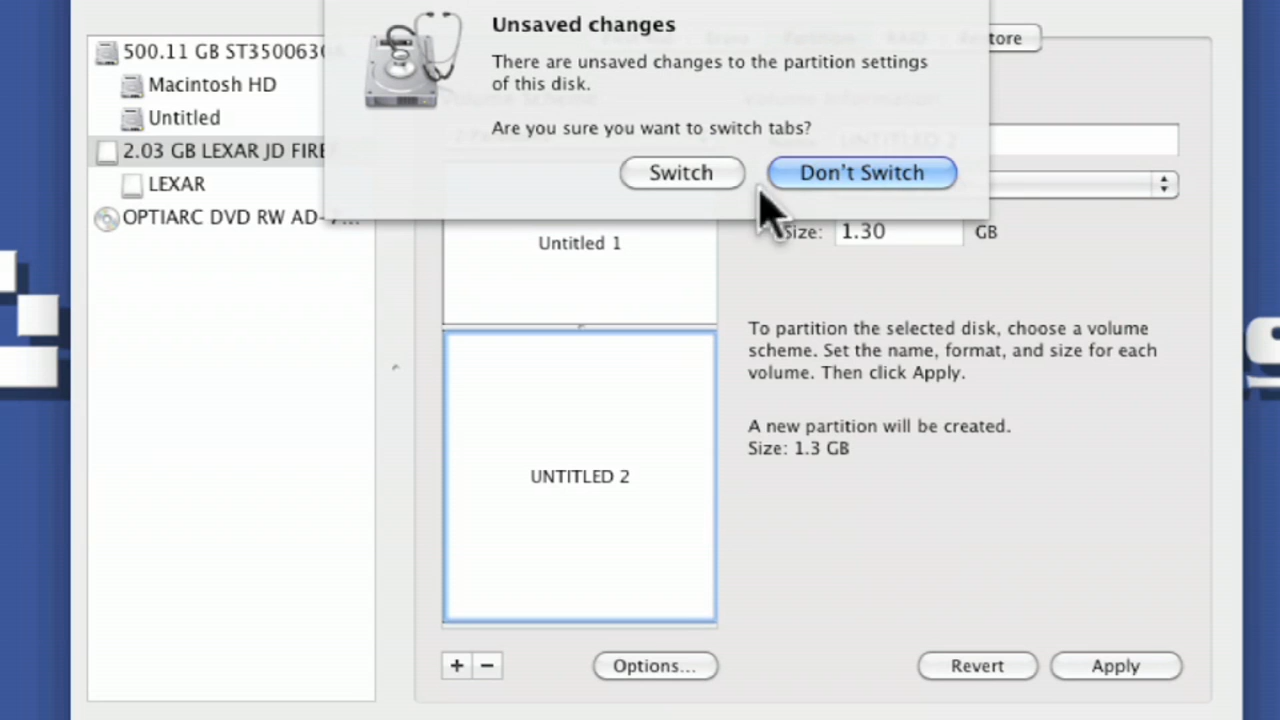 Unsaved changes
There are unsaved changes to the partition settings
of this disk.
Are you sure you want to switch tabs?
Switch
Don't Switch
500.11 GB ST3500630
Macintosh HD
Untitled
2.03 GB LEXAR JD FIRE
LEXAR
OPTIARC DVD RW AD-7...
tore
UNTITLED 2
Size: 1.30 GB
Untitled 1
UNTITLED 2
To partition the selected disk, choose a volume
scheme. Set the name, format, and size for each
volume. Then click Apply.
A new partition will be created.
Size: 1.3 GB
+ −
Options...
Revert
Apply